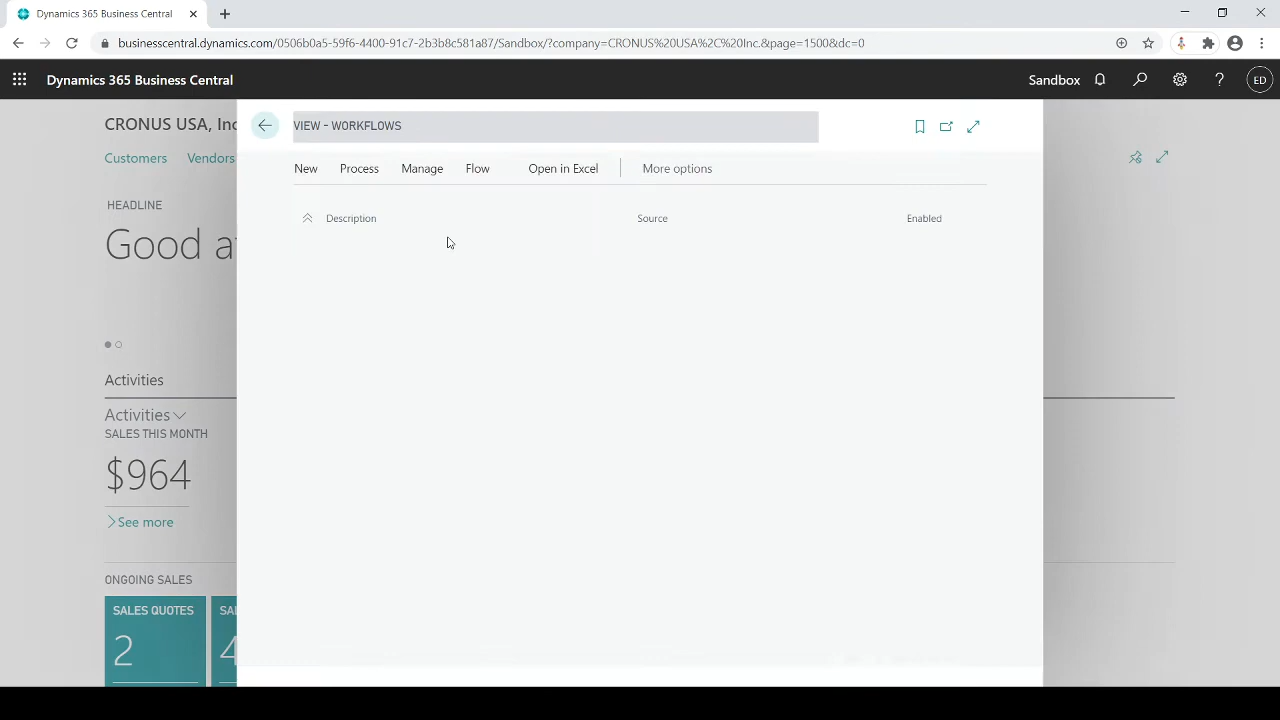 Dynamics 365 Business Central
businesscentral.dynamics.com/0506b0a5-59f6-4400-91c7-2b3b8c581a87/Sandbox/?company=CRONUS%20USA%2C%20Inc.&page=1500&dc=0
Dynamics 365 Business Central
Sandbox
ED
CRONUS USA, Inc
VIEW - WORKFLOWS
Customers Vendors
New Process Manage Flow Open in Excel More options
HEADLINE
Description Source Enabled
Good a
Activities
Activities
SALES THIS MONTH
$964
See more
ONGOING SALES
SALES QUOTES
SAL
2
4